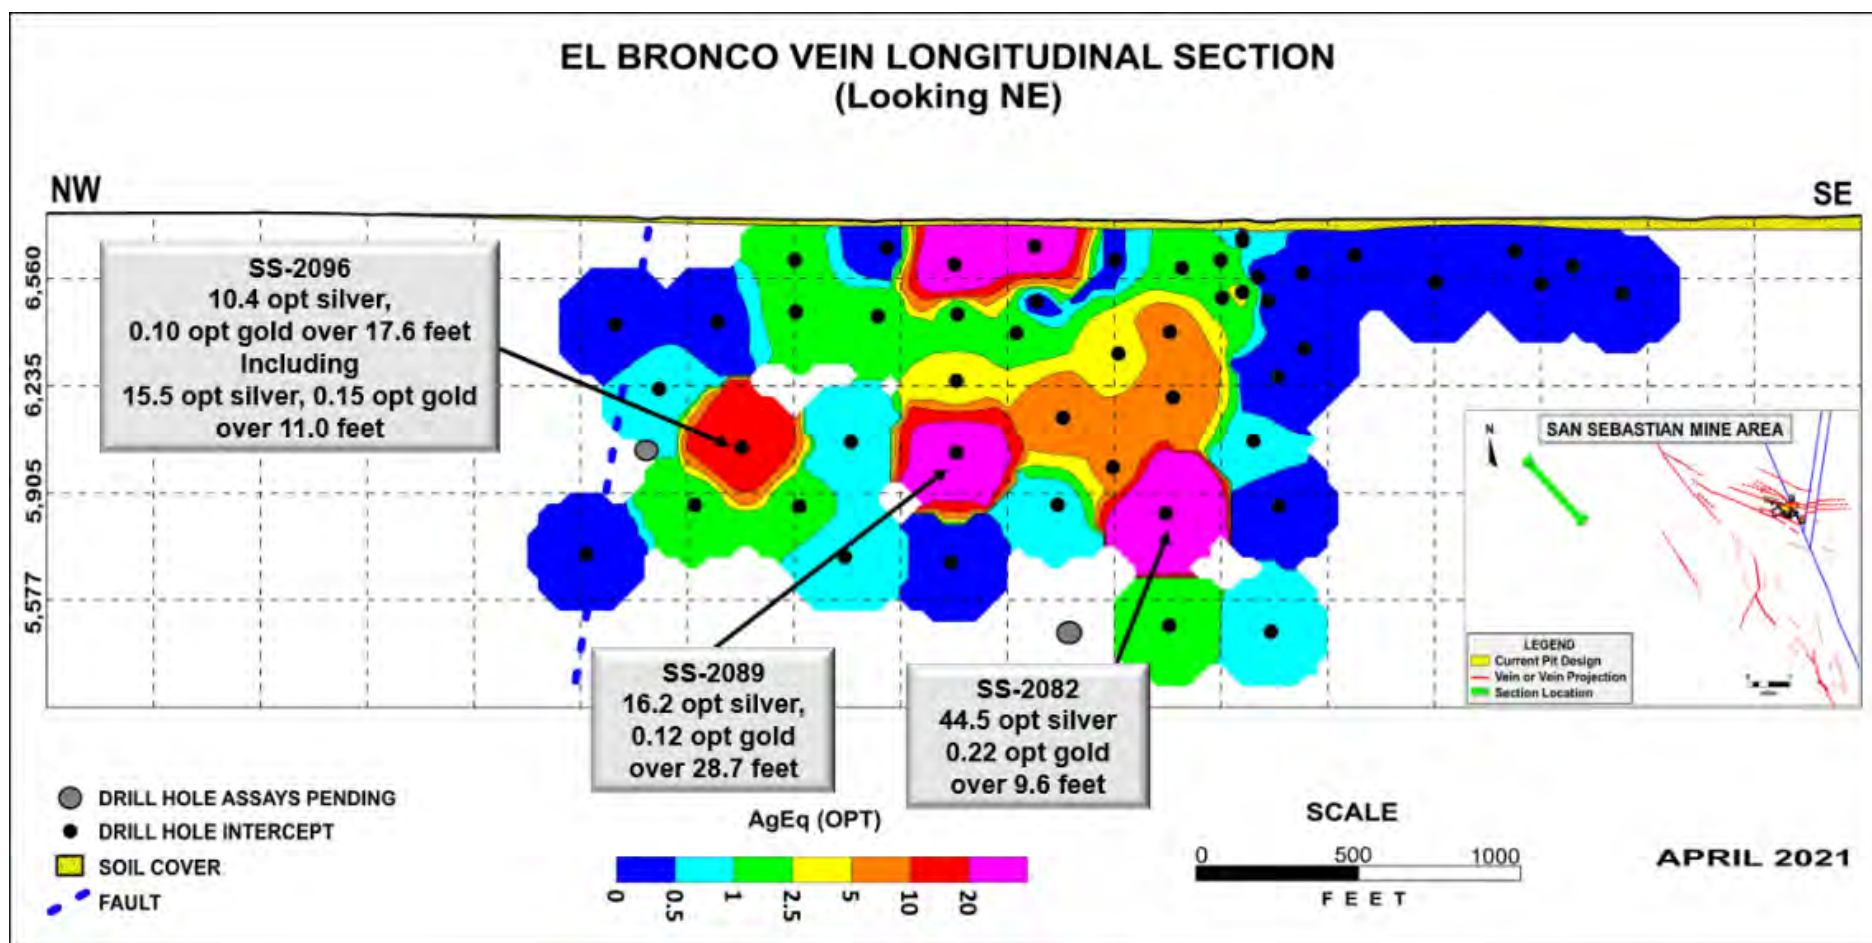 EL BRONCO VEIN LONGITUDINAL SECTION
(Looking NE)
NW
SE
6,560
6,235
5,905
5,577
SS-2096
10.4 opt silver,
0.10 opt gold over 17.6 feet
Including
15.5 opt silver, 0.15 opt gold
over 11.0 feet
SS-2089
16.2 opt silver,
0.12 opt gold
over 28.7 feet
SS-2082
44.5 opt silver
0.22 opt gold
over 9.6 feet
N
SAN SEBASTIAN MINE AREA
LEGEND
Current Pit Design
Vein or Vein Projection
Section Location
DRILL HOLE ASSAYS PENDING
DRILL HOLE INTERCEPT
SOIL COVER
FAULT
AgEq (OPT)
0 0.5 1 2.5 5 10 20
SCALE
0 500 1000
FEET
APRIL 2021